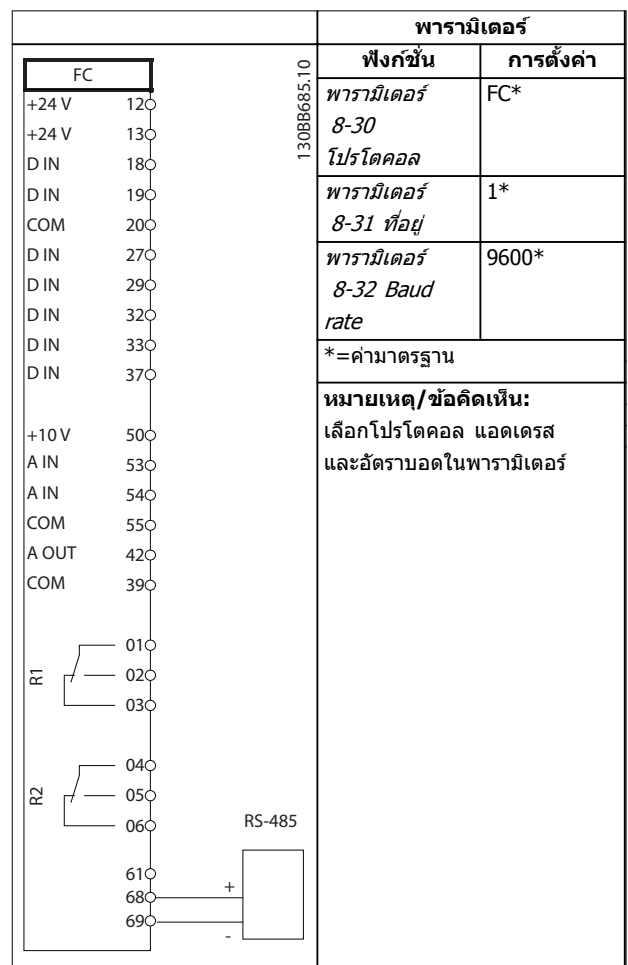 พารามิเตอร์
ฟังก์ชั่น การตั้งค่า
พารามิเตอร์ FC*
8-30
โปรโตคอล
พารามิเตอร์ 1*
8-31 ที่อยู่
พารามิเตอร์ 9600*
8-32 Baud
rate
*=ค่ามาตรฐาน
หมายเหตุ/ข้อคิดเห็น:
เลือกโปรโตคอล แอดเดรส
และอัตราบอดในพารามิเตอร์
130BB685.10
FC
+24 V 12
+24 V 13
D IN 18
D IN 19
COM 20
D IN 27
D IN 29
D IN 32
D IN 33
D IN 37
+10 V 50
A IN 53
A IN 54
COM 55
A OUT 42
COM 39
R1
01
02
03
R2
04
05
06
RS-485
61
68 +
69 -